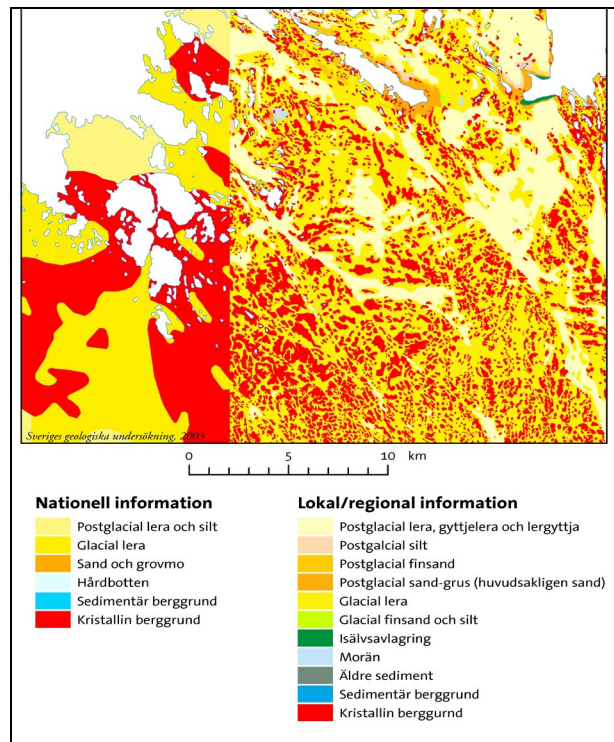 Sveriges geologiska undersökning. 2003
0 5 10 km
Nationell information
Postglacial lera och silt
Glacial lera
Sand och grovmo
Hårdbotten
Sedimentär berggrund
Kristallin berggrund
Lokal/regional information
Postglacial lera, gyttjelera och lergyttja
Postgalcial silt
Postglacial finsand
Postglacial sand-grus (huvudsakligen sand)
Glacial lera
Glacial finsand och silt
Isälvsavlagring
Morän
Äldre sediment
Sedimentär berggrund
Kristallin berggurnd